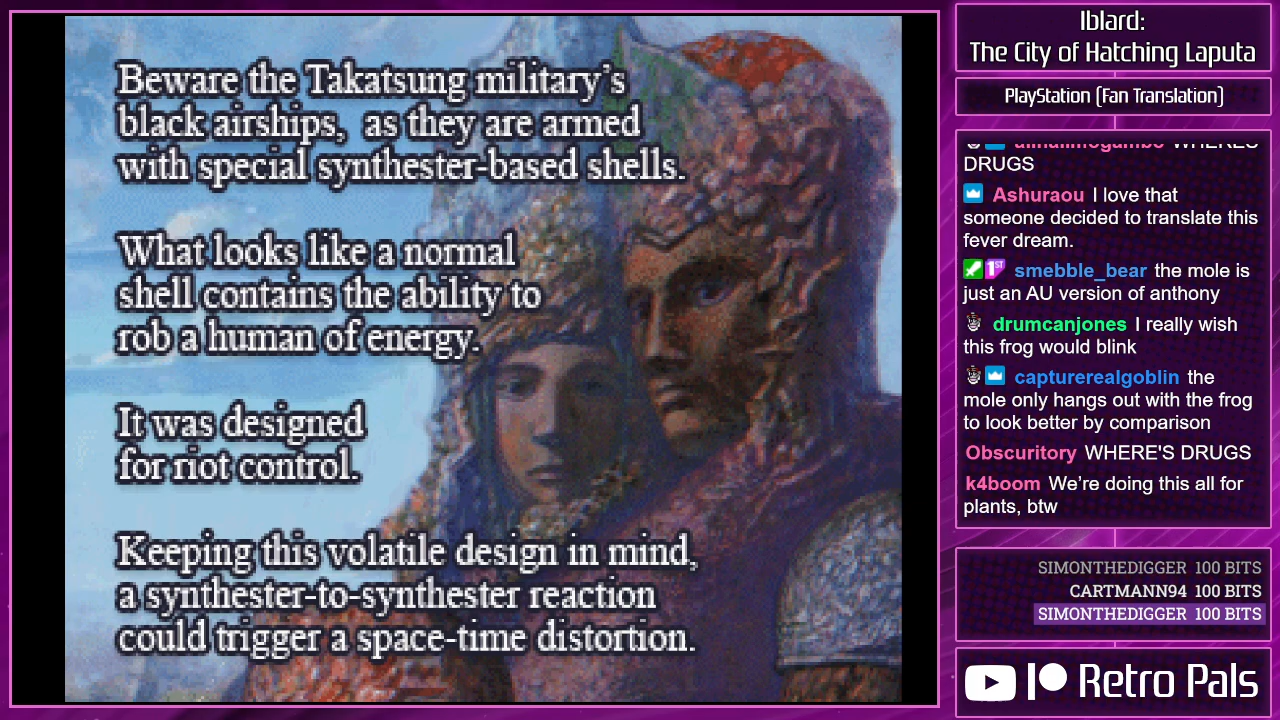 Beware the Takatsung military's
black airships, as they are armed
with special synthester-based shells.
What looks like a normal
shell contains the ability to
rob a human of energy.
It was designed
for riot control.
Keeping this volatile design in mind,
a synthester-to-synthester reaction
could trigger a space-time distortion.
Iblard:
The City of Hatching Laputa
PlayStation (Fan Translation)
DRUGS
Ashuraou I love that
someone decided to translate this
fever dream.
smebble_bear the mole is
just an AU version of anthony
drumcanjones I really wish
this frog would blink
capturerealgoblin the
mole only hangs out with the frog
to look better by comparison
Obscuritory WHERE'S DRUGS
k4boom We're doing this all for
plants, btw
SIMONTHEDIGGER 100 BITS
CARTMANN94 100 BITS
SIMONTHEDIGGER 100 BITS
Retro Pals